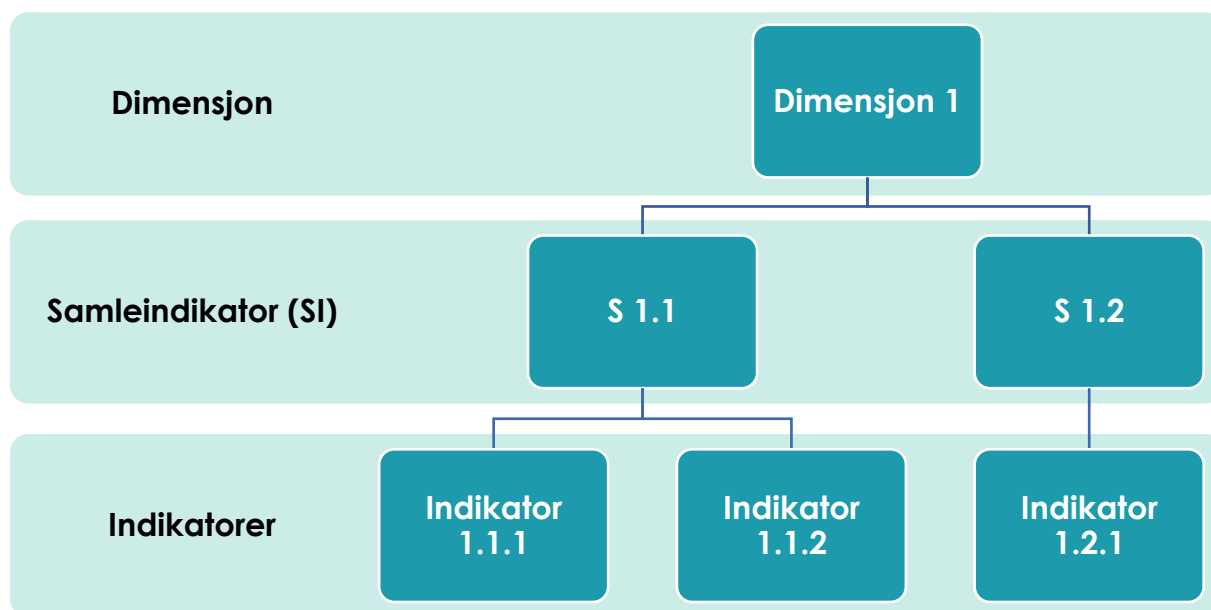 Dimensjon
Dimensjon 1
Samleindikator (SI)
S 1.1
S 1.2
Indikatorer
Indikator
1.1.1
Indikator
1.1.2
Indikator
1.2.1